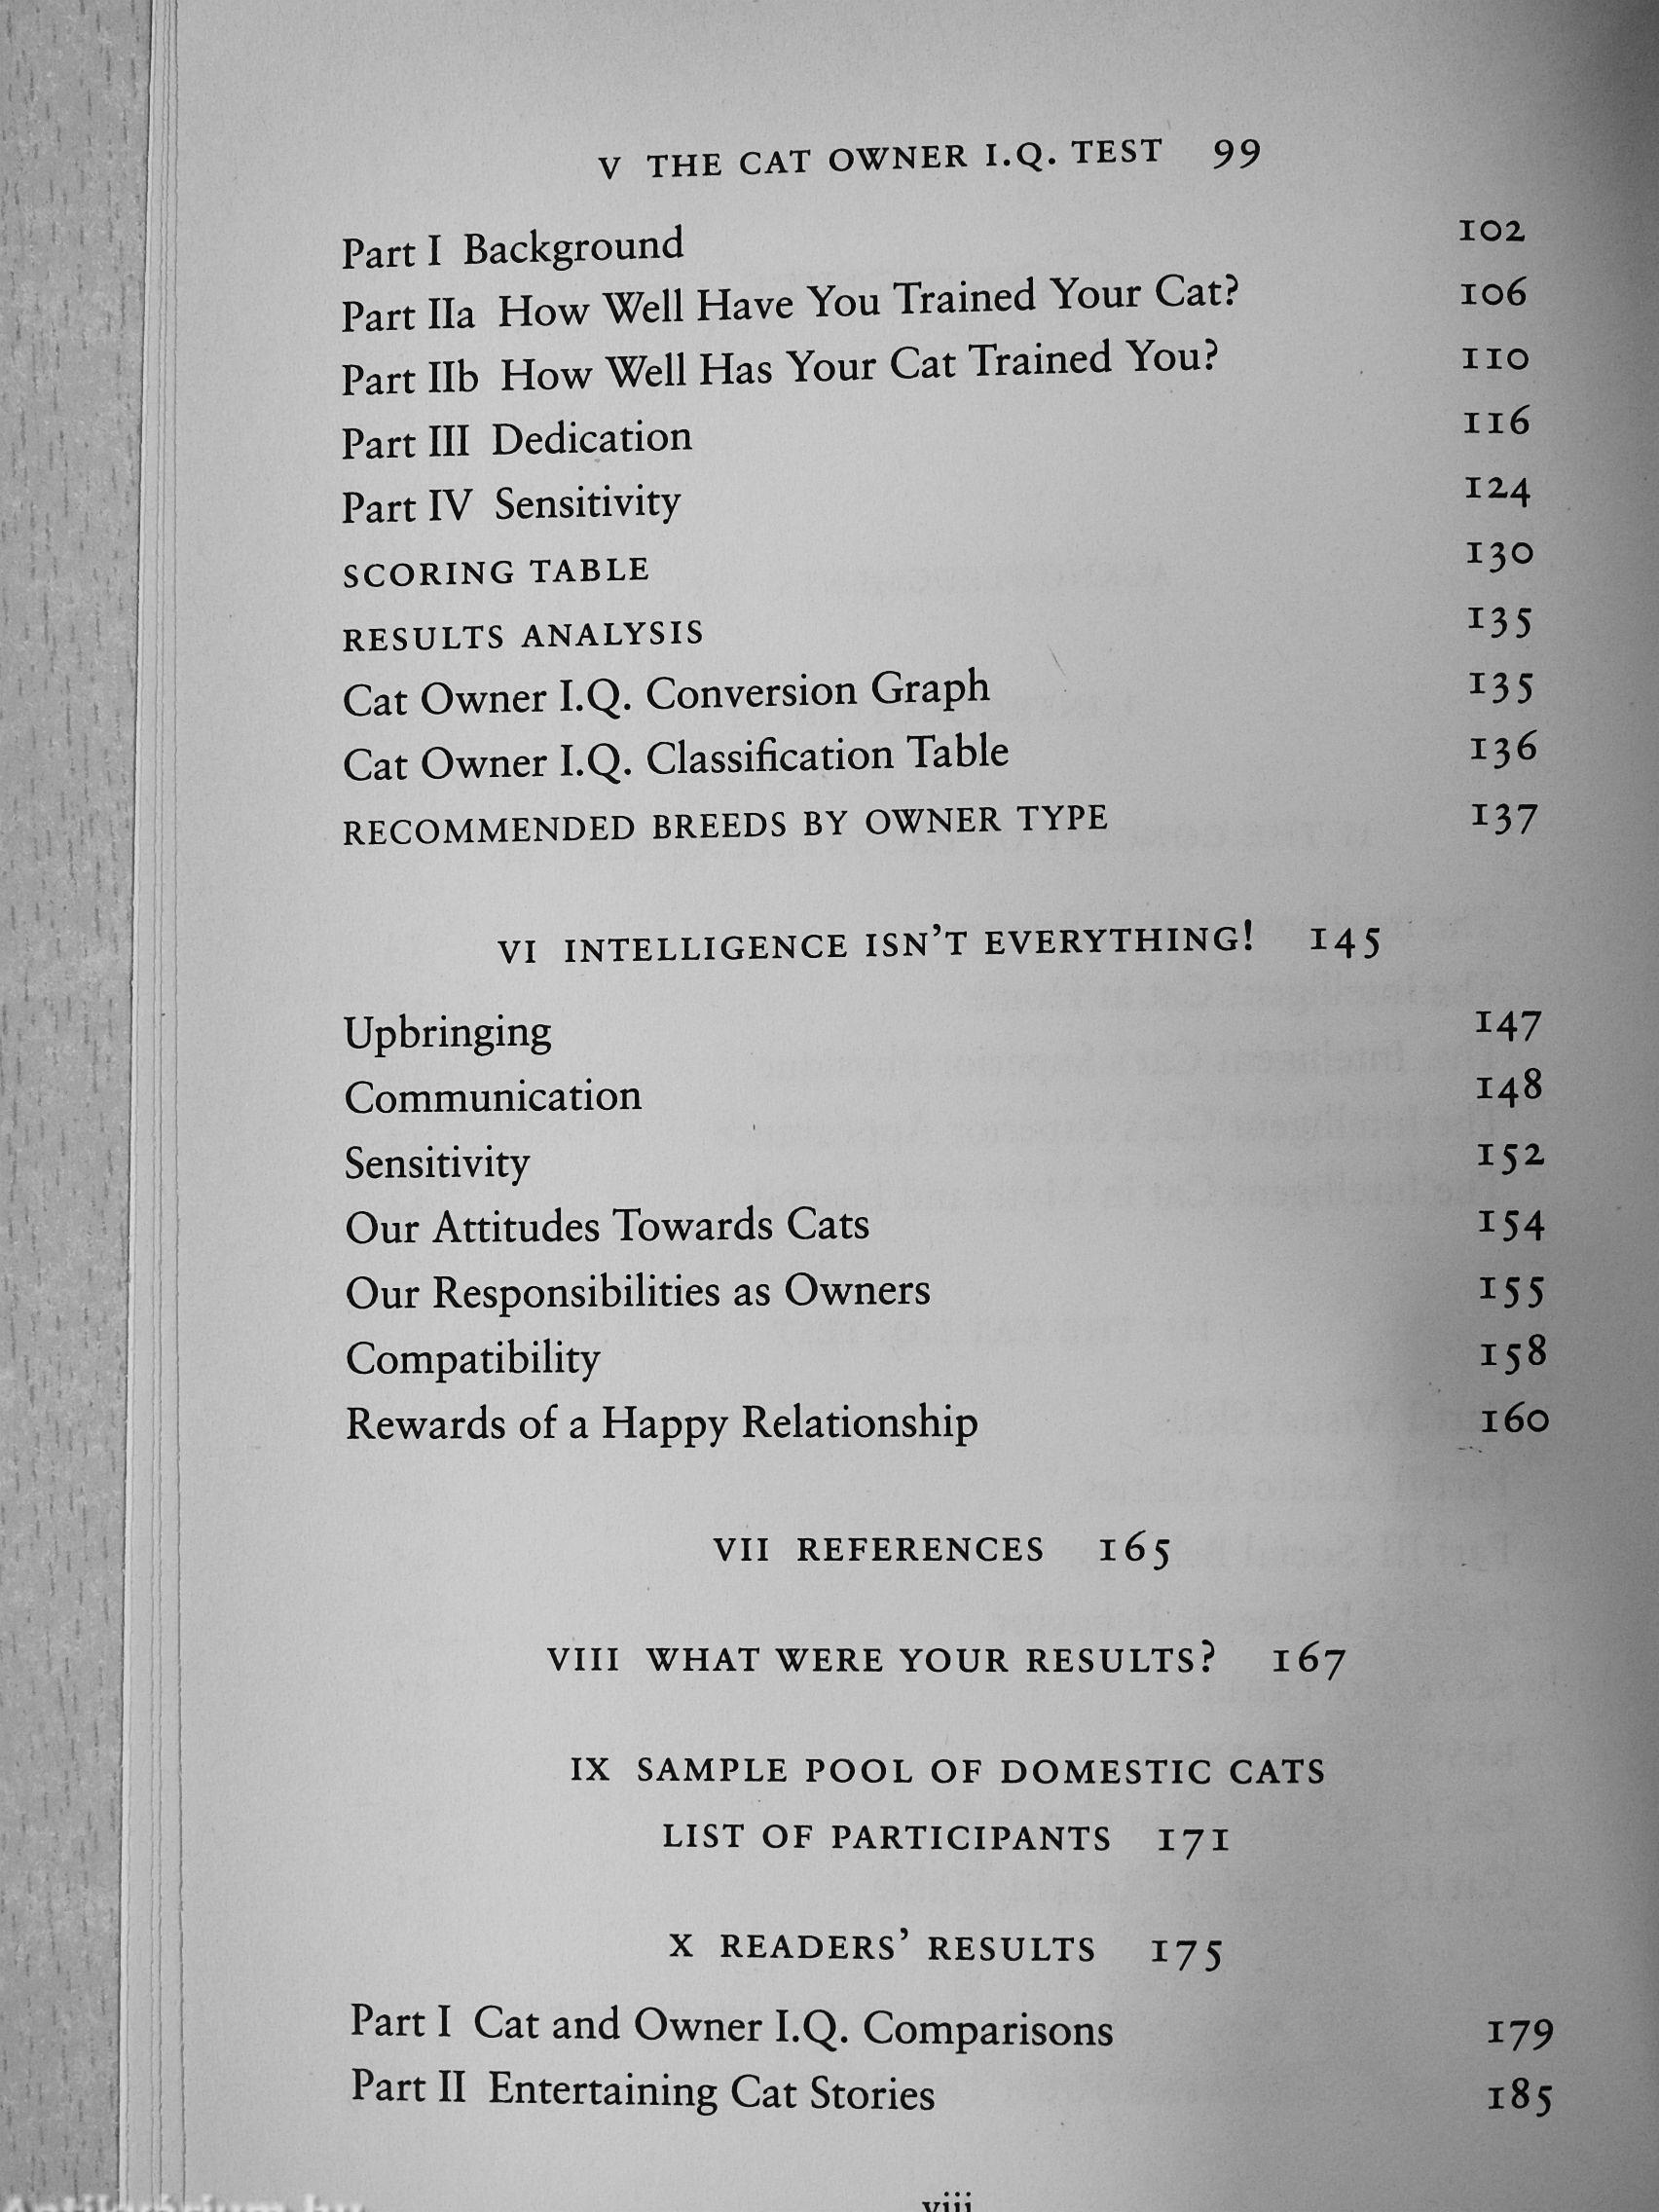 V THE CAT OWNER I.Q. TEST 99
Part I Background 102
Part IIa How Well Have You Trained Your Cat? 106
Part IIb How Well Has Your Cat Trained You? 110
Part III Dedication 116
Part IV Sensitivity 124
SCORING TABLE 130
RESULTS ANALYSIS 135
Cat Owner I.Q. Conversion Graph 135
Cat Owner I.Q. Classification Table 136
RECOMMENDED BREEDS BY OWNER TYPE 137
VI INTELLIGENCE ISN'T EVERYTHING! 145
Upbringing 147
Communication 148
Sensitivity 152
Our Attitudes Towards Cats 154
Our Responsibilities as Owners 155
Compatibility 158
Rewards of a Happy Relationship 160
VII REFERENCES 165
VIII WHAT WERE YOUR RESULTS? 167
IX SAMPLE POOL OF DOMESTIC CATS
LIST OF PARTICIPANTS 171
X READERS' RESULTS 175
Part I Cat and Owner I.Q. Comparisons 179
Part II Entertaining Cat Stories 185
viii